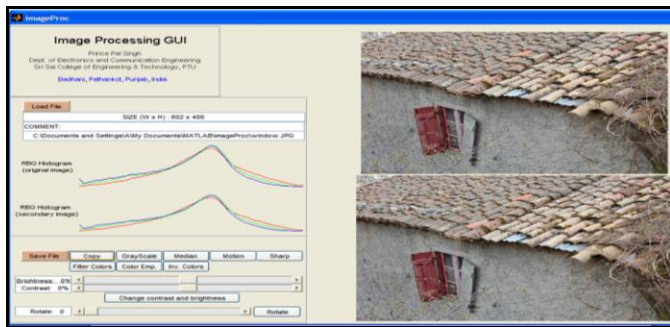 ImageProc
Image Processing GUI
Prince Pal Singh
Dept. of Electronics and Communication Engineering
Sri Sai College of Engineering & Technology, PTU
Badhani, Pathankot, Punjab, India
Load File
SIZE (W x H) : 602 x 400
COMMENT:
C:\Documents and Settings\A\My Documents\MATLAB\imageProc\window.JPG
RBG Histogram
(original image)
RBG Histogram
(secondary image)
Save File Copy GrayScale Median Motion Sharp
Filter Colors Color Emp. Inv. Colors
Brightness: 0%
Contrast: 0%
Change contrast and brightness
Rotate: 0 Rotate